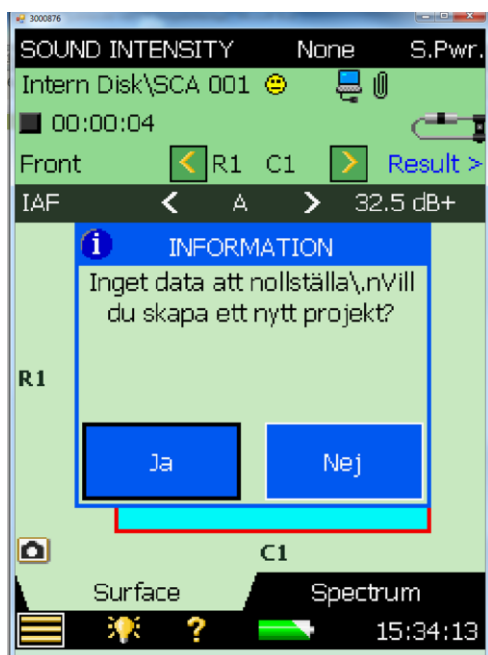 3000876
SOUND INTENSITY None S.Pwr.
Intern Disk\SCA 001
00:00:04
Front < R1 C1 > Result >
IAF < A > 32.5 dB+
i INFORMATION
Inget data att nollställa\.nVill
du skapa ett nytt projekt?
R1
Ja Nej
C1
Surface Spectrum
? 15:34:13